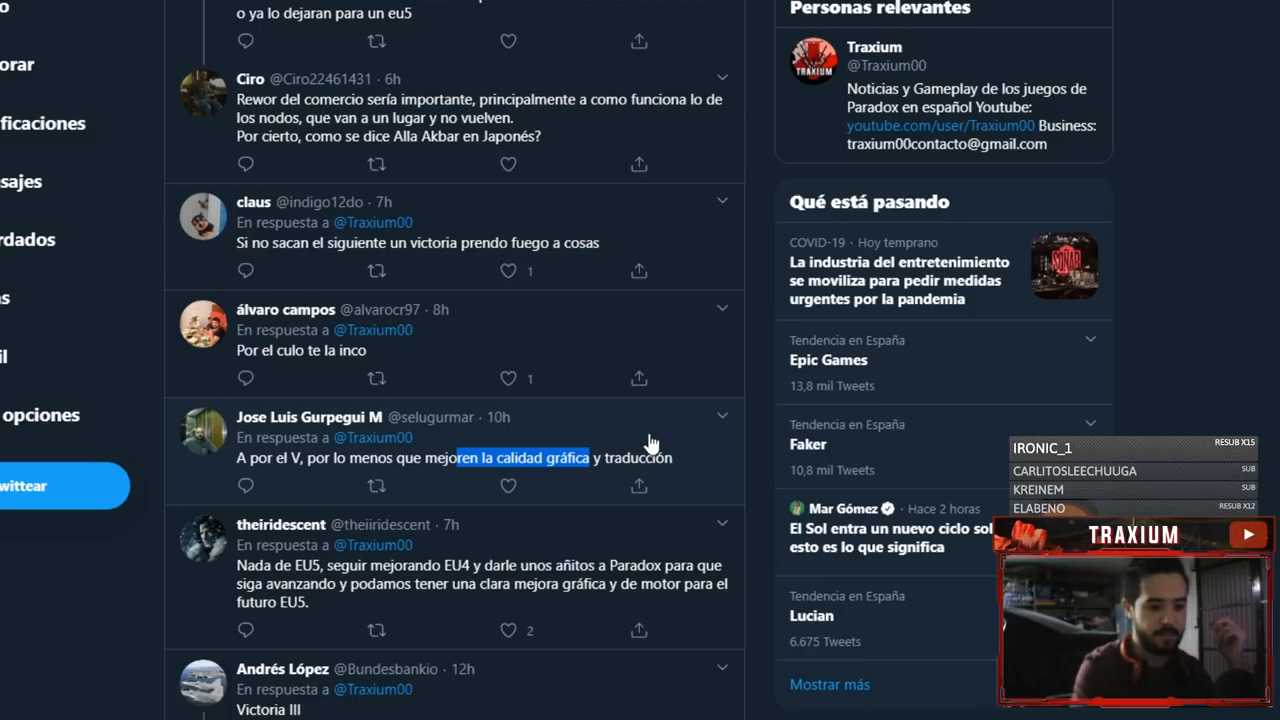 o ya lo dejaran para un eu5
Ciro @Ciro22461431 · 6h
Rewor del comercio sería importante, principalmente a como funciona lo de
los nodos, que van a un lugar y no vuelven.
Por cierto, como se dice Alla Akbar en Japonés?
claus @indigo12do · 7h
En respuesta a @Traxium00
Si no sacan el siguiente un victoria prendo fuego a cosas
1
álvaro campos @alvarocr97 · 8h
En respuesta a @Traxium00
Por el culo te la inco
1
Jose Luis Gurpegui M @selugurmar · 10h
En respuesta a @Traxium00
A por el V, por lo menos que mejoren la calidad gráfica y traducción
theiridescent @theiiridescent · 7h
En respuesta a @Traxium00
Nada de EU5, seguir mejorando EU4 y darle unos añitos a Paradox para que
siga avanzando y podamos tener una clara mejora gráfica y de motor para el
futuro EU5.
2
Andrés López @Bundesbankio · 12h
En respuesta a @Traxium00
Victoria III
orar
ficaciones
sajes
rdados
s
il
opciones
wittear
Personas relevantes
TRAXIUM
Traxium
@Traxium00
Noticias y Gameplay de los juegos de
Paradox en español Youtube:
youtube.com/user/Traxium00 Business:
traxium00contacto@gmail.com
Qué está pasando
COVID-19 · Hoy temprano
La industria del entretenimiento
se moviliza para pedir medidas
urgentes por la pandemia
SONAR
Tendencia en España
Epic Games
13,8 mil Tweets
Tendencia en España
Faker
10,8 mil Tweets
Mar Gómez · Hace 2 horas
El Sol entra un nuevo ciclo sol
esto es lo que significa
Tendencia en España
Lucian
6.675 Tweets
Mostrar más
IRONIC_1 RESUB X15
CARLITOSLEECHUUGA SUB
KREINEM SUB
ELABENO RESUB X12
TRAXIUM